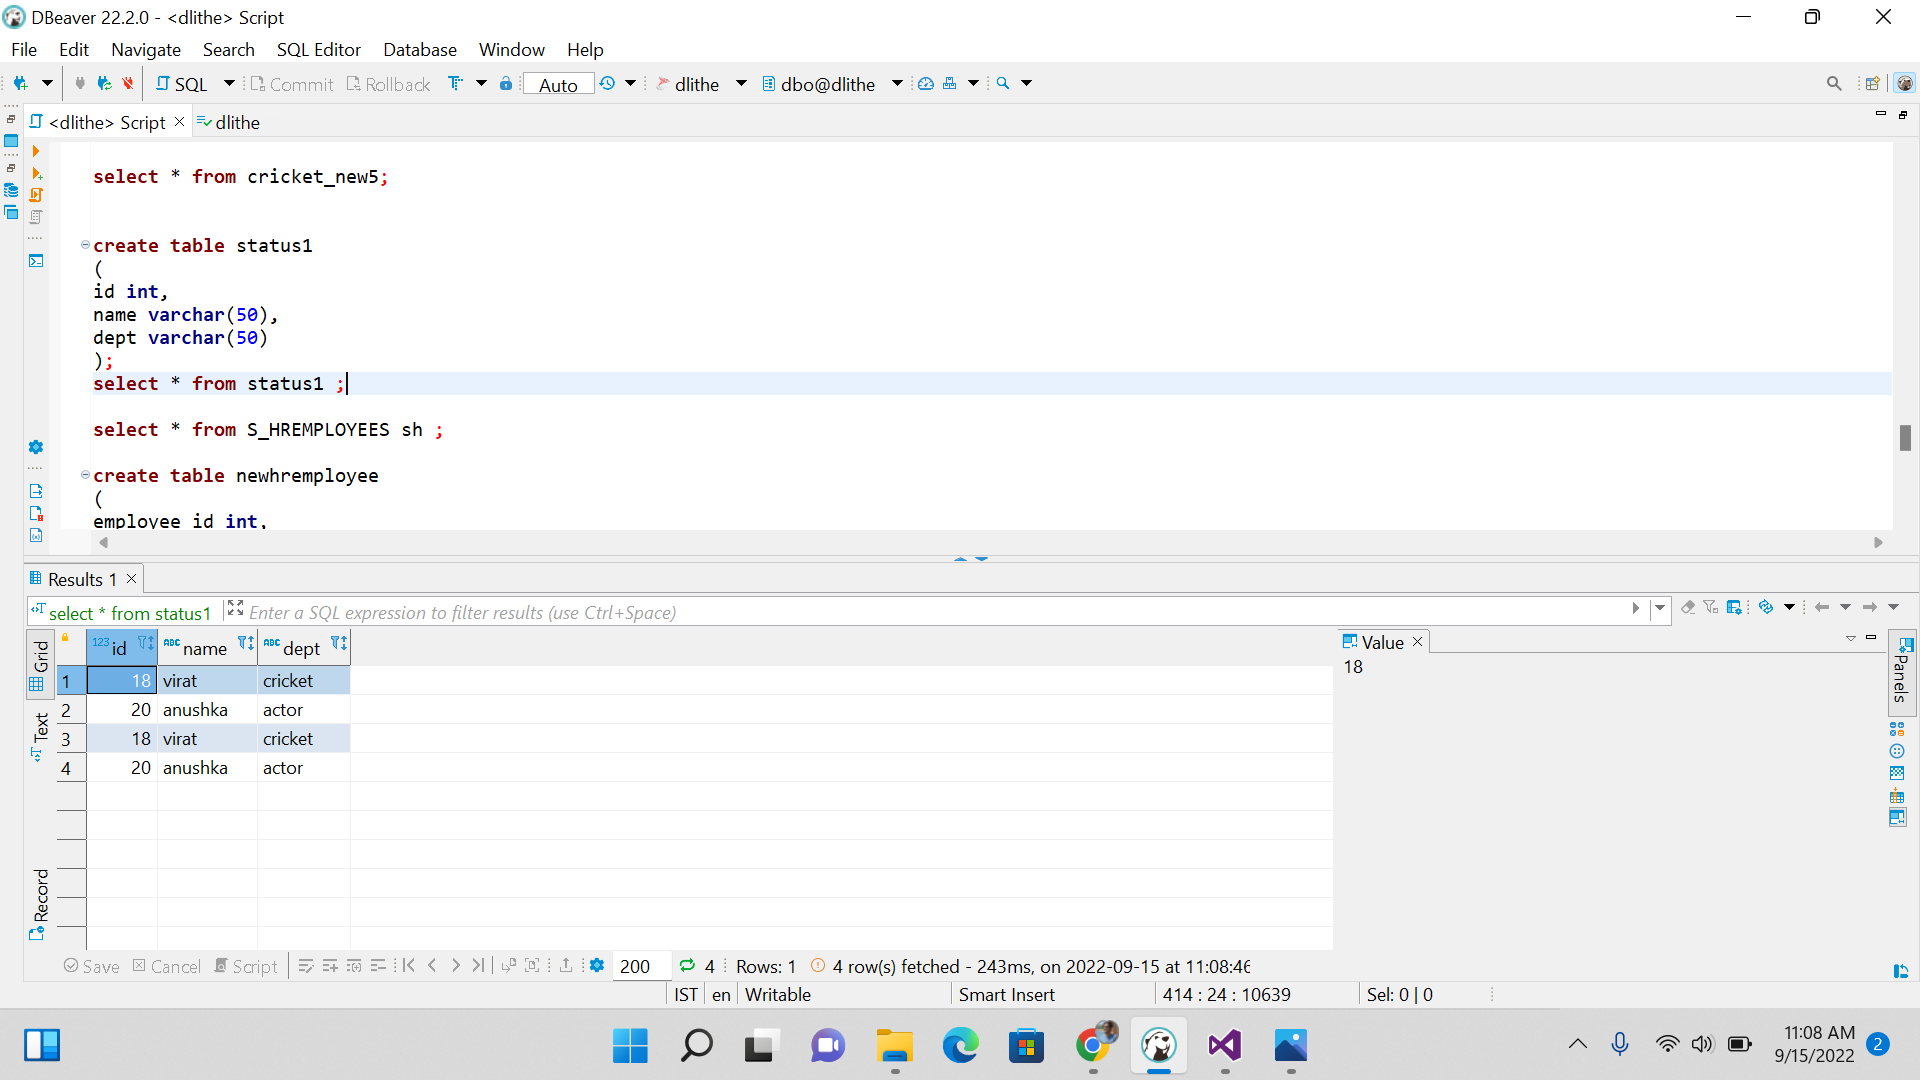 DBeaver 22.2.0 - <dlithe> Script
File Edit Navigate Search SQL Editor Database Window Help
SQL Commit Rollback Auto dlithe dbo@dlithe
<dlithe> Script dlithe
select * from cricket_new5;
create table status1
(
id int,
name varchar(50),
dept varchar(50)
);
select * from status1 ;
select * from S_HREMPLOYEES sh ;
create table newhremployee
(
employee id int,
Results 1
select * from status1 Enter a SQL expression to filter results (use Ctrl+Space)
Grid
Text
Record
123 id ABC name ABC dept
1 18 virat cricket
2 20 anushka actor
3 18 virat cricket
4 20 anushka actor
Value
18
Panels
Save Cancel Script 200 4 Rows: 1 4 row(s) fetched - 243ms, on 2022-09-15 at 11:08:46
IST en Writable Smart Insert 414 : 24 : 10639 Sel: 0 | 0
11:08 AM
9/15/2022
2